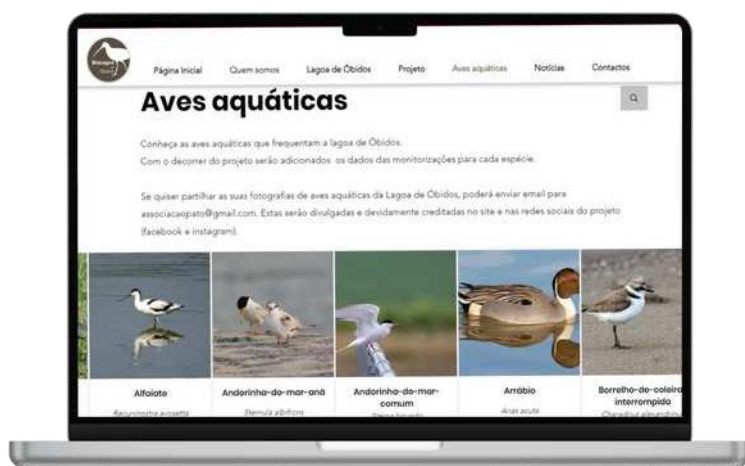 Página Inicial Quem somos Lagoa de Óbidos Projeto Aves aquáticas Notícias Contactos
Aves aquáticas
Conheça as aves aquáticas que frequentam a lagoa de Óbidos.
Com o decorrer do projeto serão adicionados os dados das monitorizações para cada espécie.
Se quiser partilhar as suas fotografias de aves aquáticas da Lagoa de Óbidos, poderá enviar email para
associacaopato@gmail.com. Estas serão divulgadas e devidamente creditadas no site e nas redes sociais do projeto
(facebook e instagram).
Alfaiate
Recurvirostra avosetta
Andorinha-do-mar-anã
Sternula albifrons
Andorinha-do-mar-
comum
Arrábio
Anas acuta
Borrelho-de-coleira
interrompida